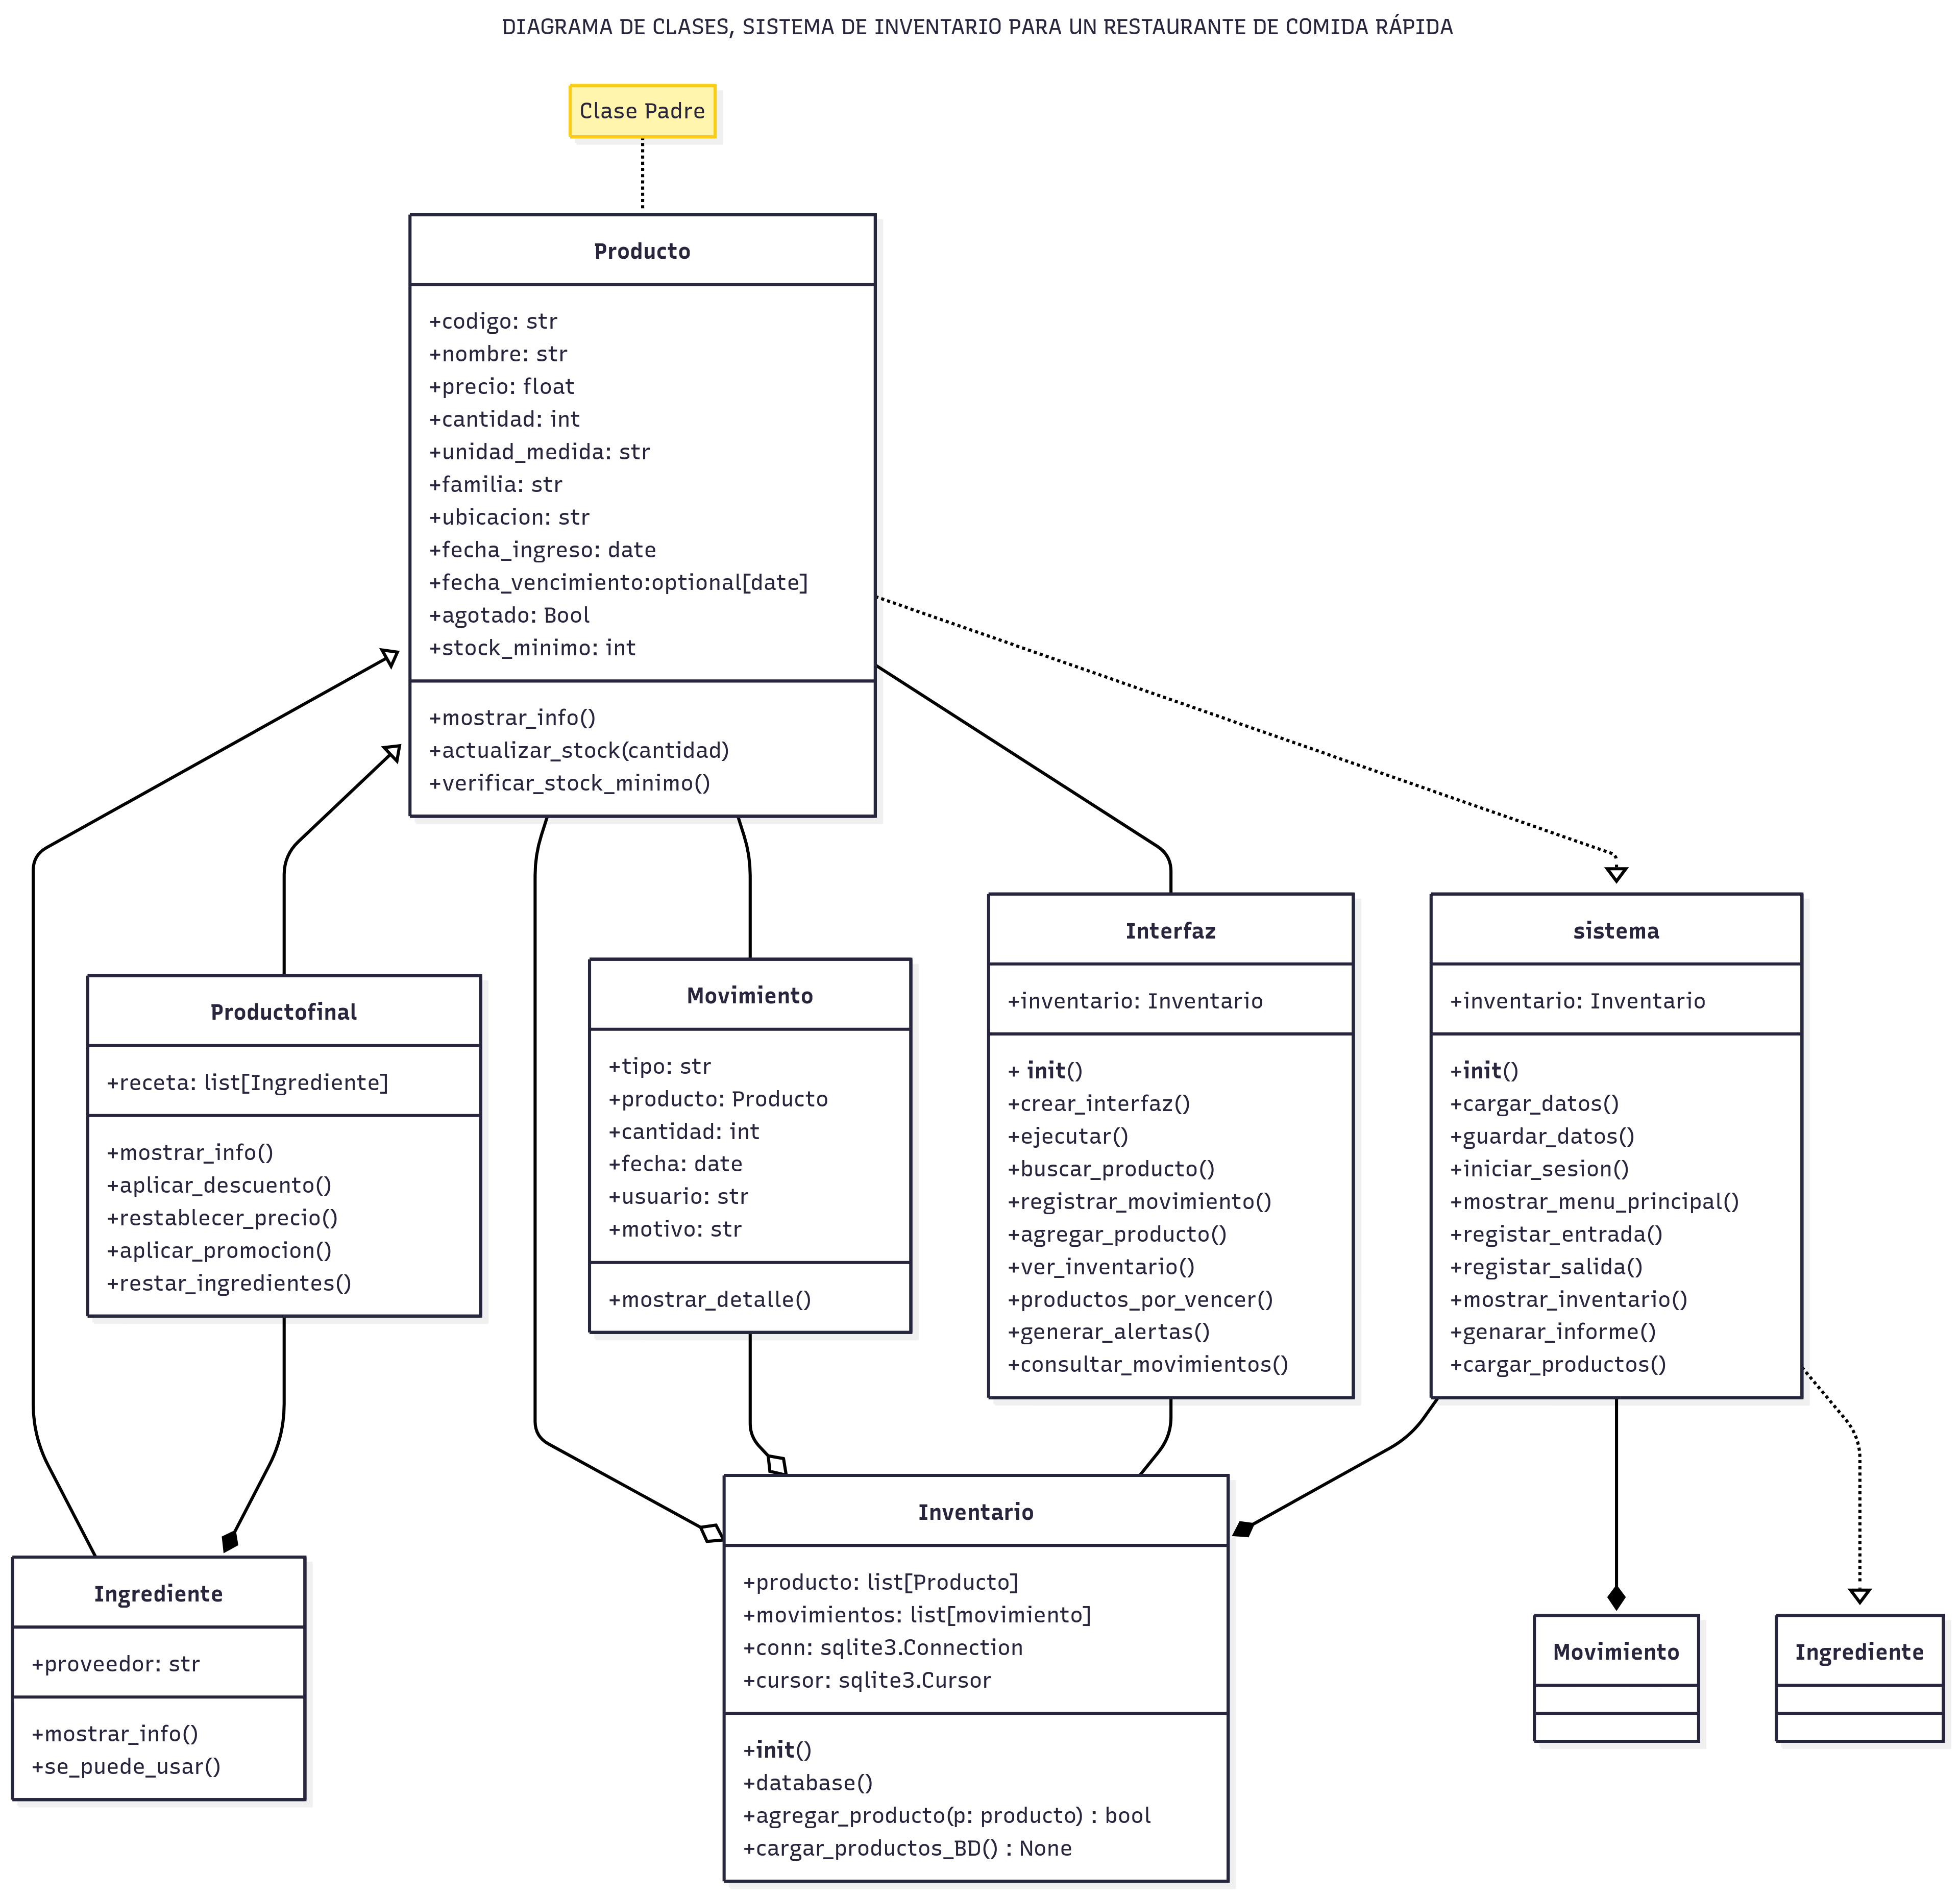 DIAGRAMA DE CLASES, SISTEMA DE INVENTARIO PARA UN RESTAURANTE DE COMIDA RÁPIDA
Clase Padre
Producto
+codigo: str
+nombre: str
+precio: float
+cantidad: int
+unidad_medida: str
+familia: str
+ubicacion: str
+fecha_ingreso: date
+fecha_vencimiento:optional[date]
+agotado: Bool
+stock_minimo: int
+mostrar_info()
+actualizar_stock(cantidad)
+verificar_stock_minimo()
Productofinal
+receta: list[Ingrediente]
+mostrar_info()
+aplicar_descuento()
+restablecer_precio()
+aplicar_promocion()
+restar_ingredientes()
Movimiento
+tipo: str
+producto: Producto
+cantidad: int
+fecha: date
+usuario: str
+motivo: str
+mostrar_detalle()
Interfaz
+inventario: Inventario
+ init()
+crear_interfaz()
+ejecutar()
+buscar_producto()
+registrar_movimiento()
+agregar_producto()
+ver_inventario()
+productos_por_vencer()
+generar_alertas()
+consultar_movimientos()
sistema
+inventario: Inventario
+init()
+cargar_datos()
+guardar_datos()
+iniciar_sesion()
+mostrar_menu_principal()
+registar_entrada()
+registar_salida()
+mostrar_inventario()
+genarar_informe()
+cargar_productos()
Ingrediente
+proveedor: str
+mostrar_info()
+se_puede_usar()
Inventario
+producto: list[Producto]
+movimientos: list[movimiento]
+conn: sqlite3.Connection
+cursor: sqlite3.Cursor
+init()
+database()
+agregar_producto(p: producto) : bool
+cargar_productos_BD() : None
Movimiento
Ingrediente